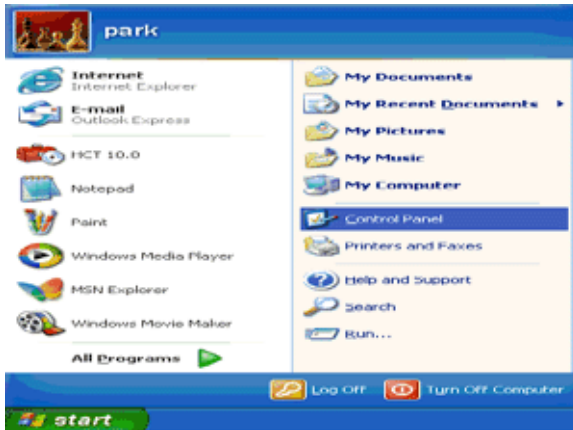 park
Internet
Internet Explorer
E-mail
Outlook Express
HCT 10.0
Notepad
Paint
Windows Media Player
MSN Explorer
Windows Movie Maker
All Programs
My Documents
My Recent Documents
My Pictures
My Music
My Computer
Control Panel
Printers and Faxes
Help and Support
Search
Run...
Log Off
Turn Off Computer
start